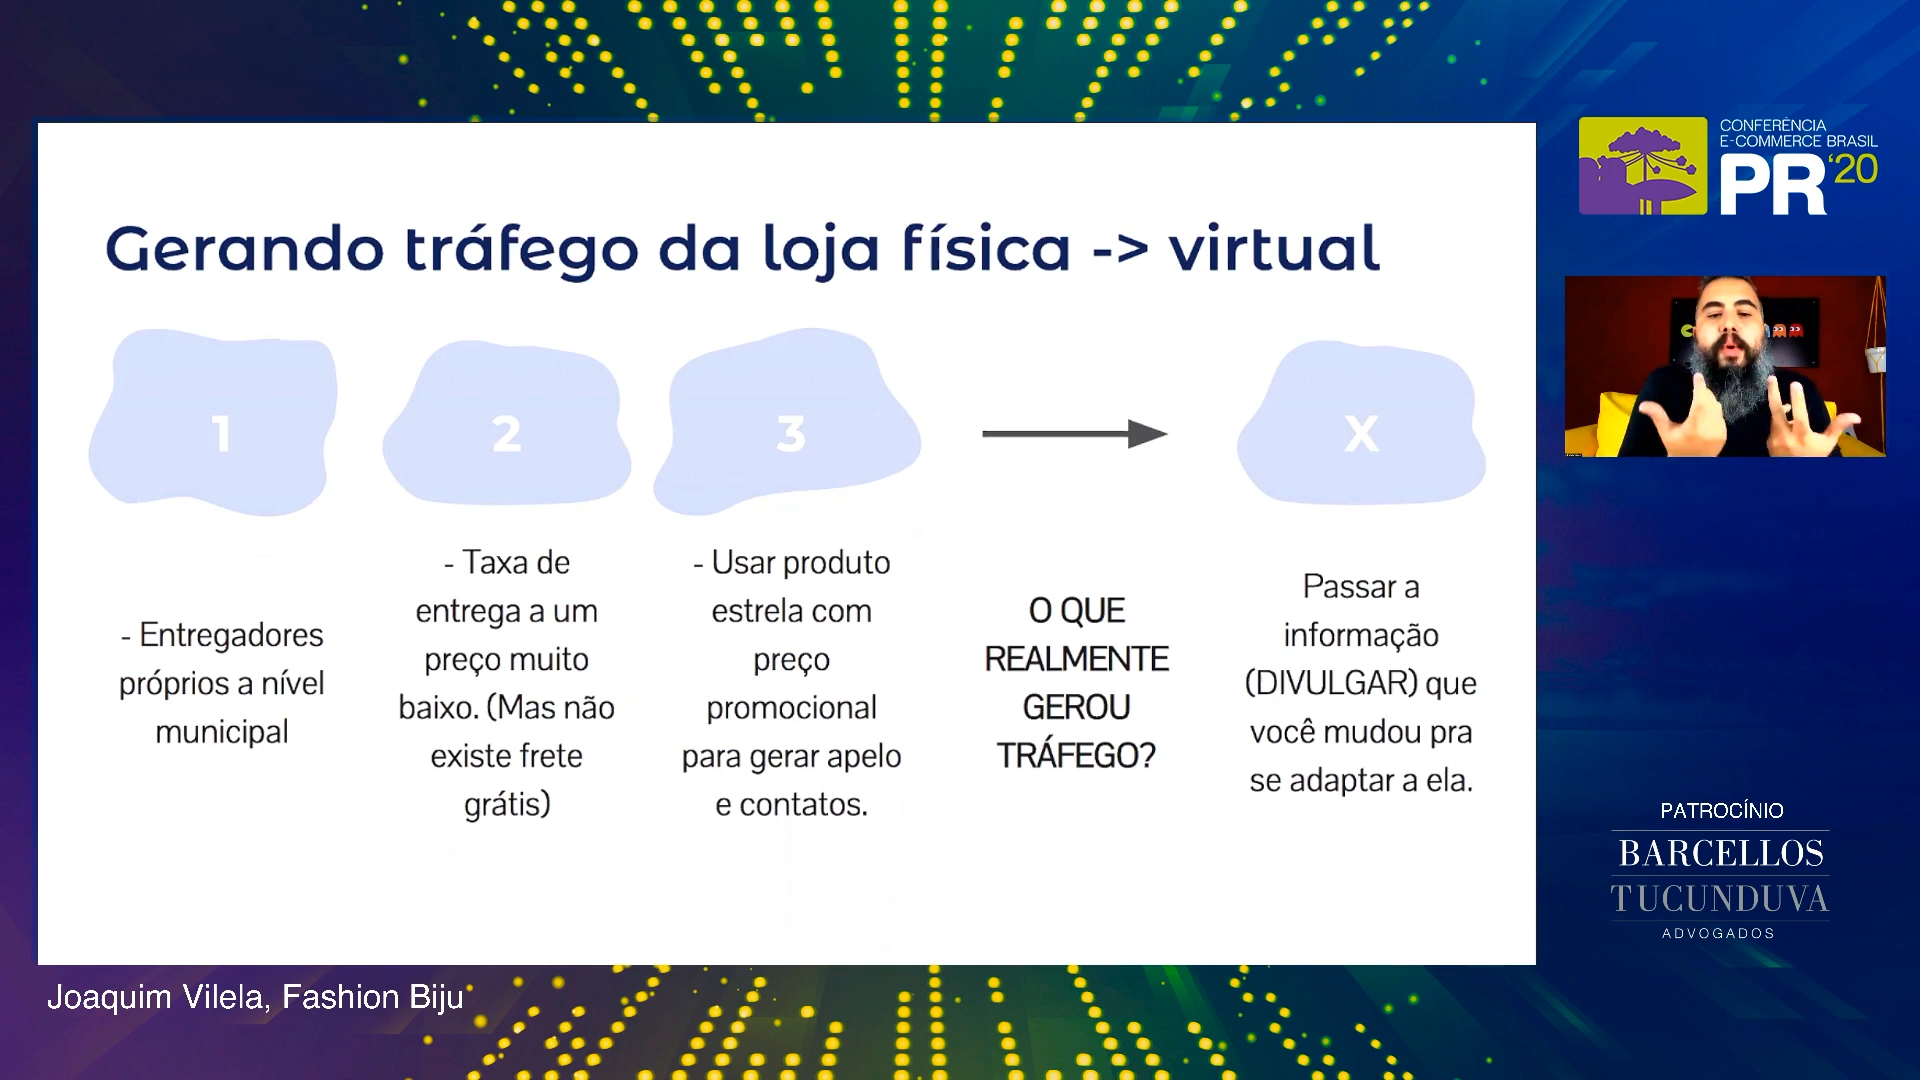 CONFERÊNCIA
E-COMMERCE BRASIL
PR'20
Gerando tráfego da loja física -> virtual
1
2
3
X
- Entregadores
próprios a nível
municipal
- Taxa de
entrega a um
preço muito
baixo. (Mas não
existe frete
grátis)
- Usar produto
estrela com
preço
promocional
para gerar apelo
e contatos.
O QUE
REALMENTE
GEROU
TRÁFEGO?
Passar a
informação
(DIVULGAR) que
você mudou pra
se adaptar a ela.
PATROCÍNIO
BARCELLOS
TUCUNDUVA
ADVOGADOS
Joaquim Vilela, Fashion Biju